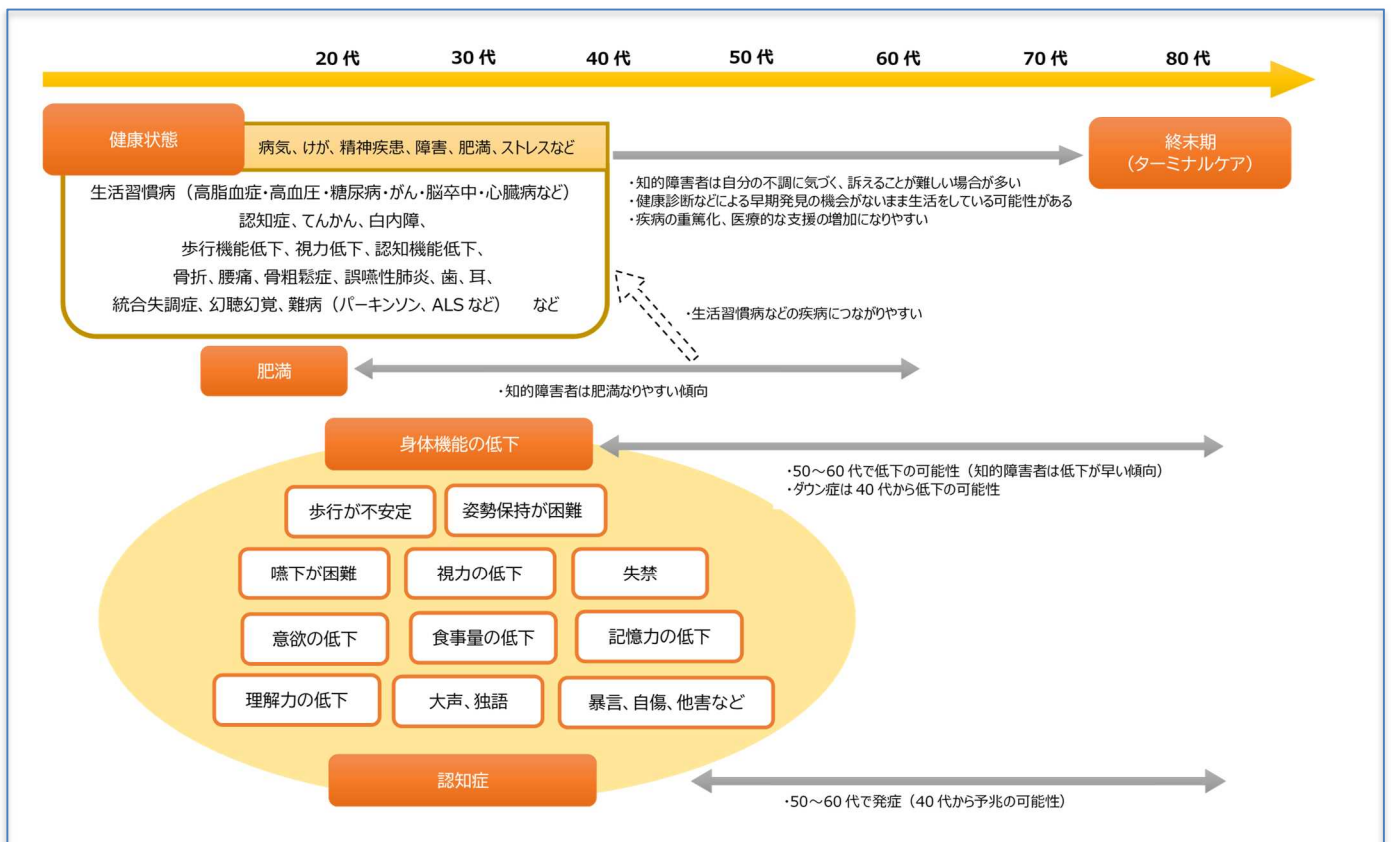 20代 30代 40代 50代 60代 70代 80代
健康状態
病気、けが、精神疾患、障害、肥満、ストレスなど
終末期
（ターミナルケア）
生活習慣病（高脂血症・高血圧・糖尿病・がん・脳卒中・心臓病など）
認知症、てんかん、白内障、
歩行機能低下、視力低下、認知機能低下、
骨折、腰痛、骨粗鬆症、誤嚥性肺炎、歯、耳、
統合失調症、幻聴幻覚、難病（パーキンソン、ALSなど） など
・知的障害者は自分の不調に気づく、訴えることが難しい場合が多い
・健康診断などによる早期発見の機会がないまま生活をしている可能性がある
・疾病の重篤化、医療的な支援の増加になりやすい
・生活習慣病などの疾病につながりやすい
肥満
・知的障害者は肥満なりやすい傾向
身体機能の低下
・50～60代で低下の可能性（知的障害者は低下が早い傾向）
・ダウン症は40代から低下の可能性
歩行が不安定 姿勢保持が困難
嚥下が困難 視力の低下 失禁
意欲の低下 食事量の低下 記憶力の低下
理解力の低下 大声、独語 暴言、自傷、他害など
認知症
・50～60代で発症（40代から予兆の可能性）